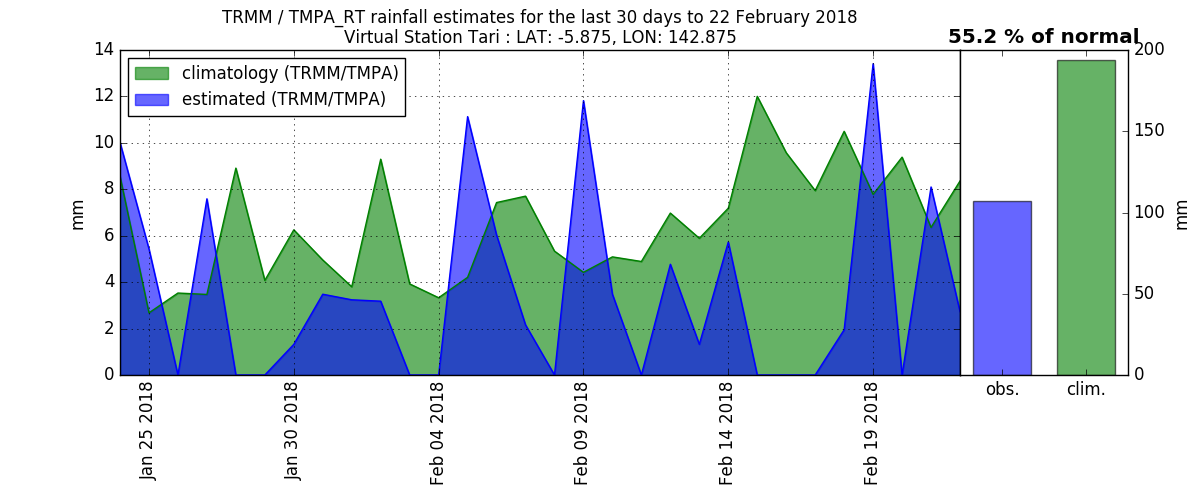 TRMM / TMPA_RT rainfall estimates for the last 30 days to 22 February 2018
Virtual Station Tari : LAT: -5.875, LON: 142.875
55.2 % of normal
climatology (TRMM/TMPA)
estimated (TRMM/TMPA)
14
12
10
8
6
4
2
0
mm
Jan 25 2018
Jan 30 2018
Feb 04 2018
Feb 09 2018
Feb 14 2018
Feb 19 2018
obs.
clim.
200
150
100
50
0
mm